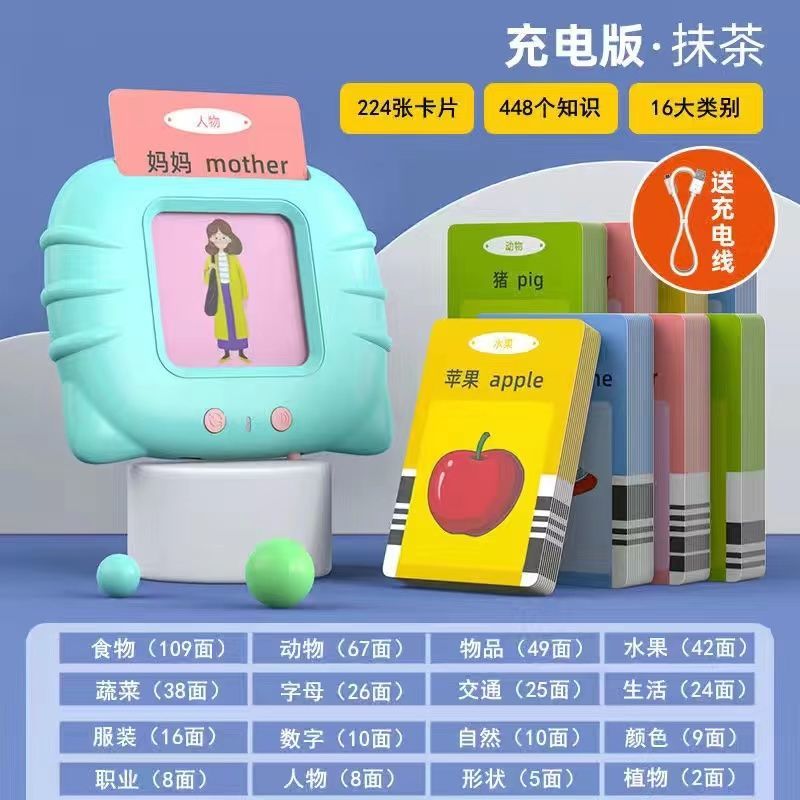 充电版·抹茶
224张卡片 448个知识 16大类别
人物
妈妈 mother
送充电线
动物
猪 pig
水果
苹果 apple
食物（109面） 动物（67面） 物品（49面） 水果（42面）
蔬菜（38面） 字母（26面） 交通（25面） 生活（24面）
服装（16面） 数字（10面） 自然（10面） 颜色（9面）
职业（8面） 人物（8面） 形状（5面） 植物（2面）